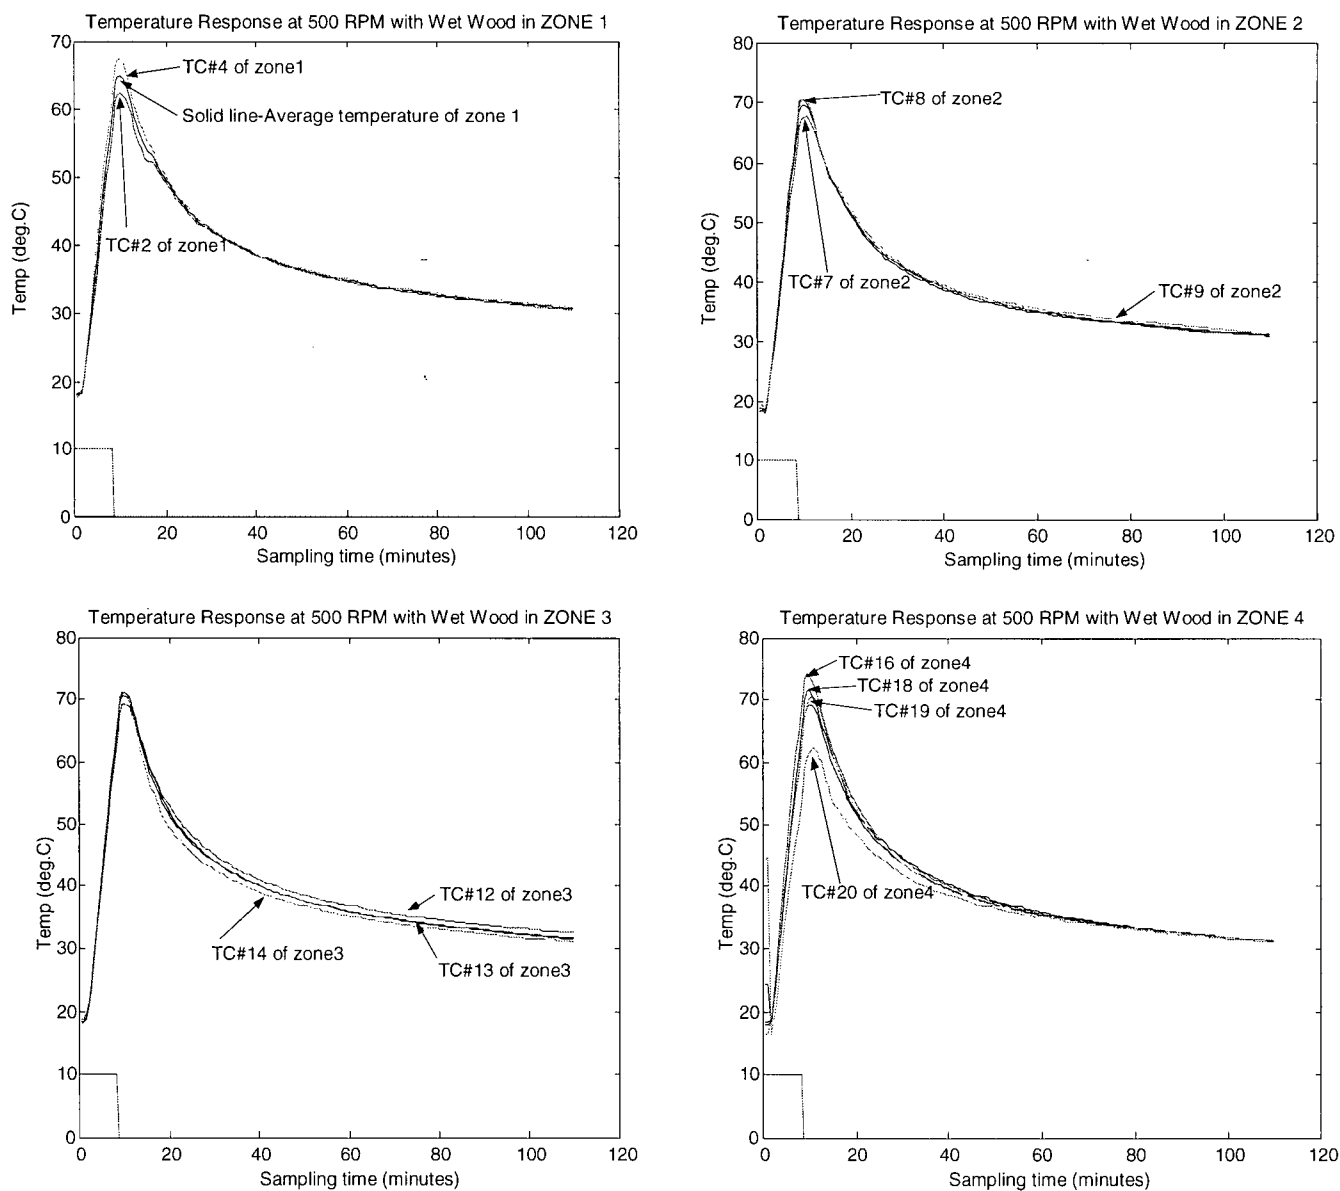 Temperature Response at 500 RPM with Wet Wood in ZONE 1
70
60
50
40
30
20
10
0
Temp (deg.C)
TC#4 of zone1
Solid line-Average temperature of zone 1
TC#2 of zone1
0 20 40 60 80 100 120
Sampling time (minutes)
Temperature Response at 500 RPM with Wet Wood in ZONE 2
80
70
60
50
40
30
20
10
0
Temp (deg.C)
TC#8 of zone2
TC#7 of zone2
TC#9 of zone2
0 20 40 60 80 100 120
Sampling time (minutes)
Temperature Response at 500 RPM with Wet Wood in ZONE 3
80
70
60
50
40
30
20
10
0
Temp (deg.C)
TC#12 of zone3
TC#14 of zone3
TC#13 of zone3
0 20 40 60 80 100 120
Sampling time (minutes)
Temperature Response at 500 RPM with Wet Wood in ZONE 4
80
70
60
50
40
30
20
10
0
Temp (deg.C)
TC#16 of zone4
TC#18 of zone4
TC#19 of zone4
TC#20 of zone4
0 20 40 60 80 100 120
Sampling time (minutes)